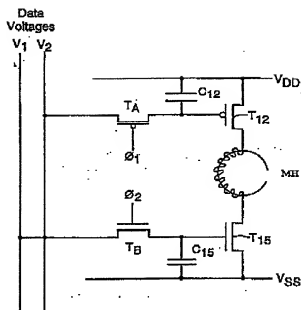 Data
Voltages
V1 V2
C12
VDD
TA
T12
Ø1
MH
Ø2
T15
TB
C15
VSS